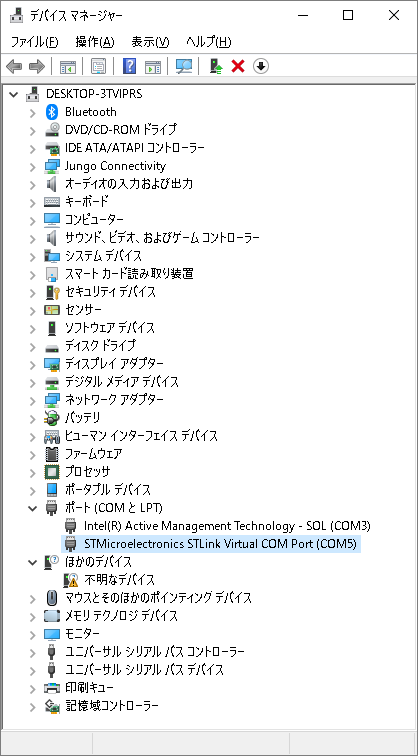 デバイス マネージャー
ファイル(F) 操作(A) 表示(V) ヘルプ(H)
DESKTOP-3TVIPRS
Bluetooth
DVD/CD-ROM ドライブ
IDE ATA/ATAPI コントローラー
Jungo Connectivity
オーディオの入力および出力
キーボード
コンピューター
サウンド、ビデオ、およびゲーム コントローラー
システム デバイス
スマート カード読み取り装置
セキュリティ デバイス
センサー
ソフトウェア デバイス
ディスク ドライブ
ディスプレイ アダプター
デジタル メディア デバイス
ネットワーク アダプター
バッテリ
ヒューマン インターフェイス デバイス
ファームウェア
プロセッサ
ポータブル デバイス
ポート (COM と LPT)
Intel(R) Active Management Technology - SOL (COM3)
STMicroelectronics STLink Virtual COM Port (COM5)
ほかのデバイス
不明なデバイス
マウスとそのほかのポインティング デバイス
メモリ テクノロジ デバイス
モニター
ユニバーサル シリアル バス コントローラー
ユニバーサル シリアル バス デバイス
印刷キュー
記憶域コントローラー